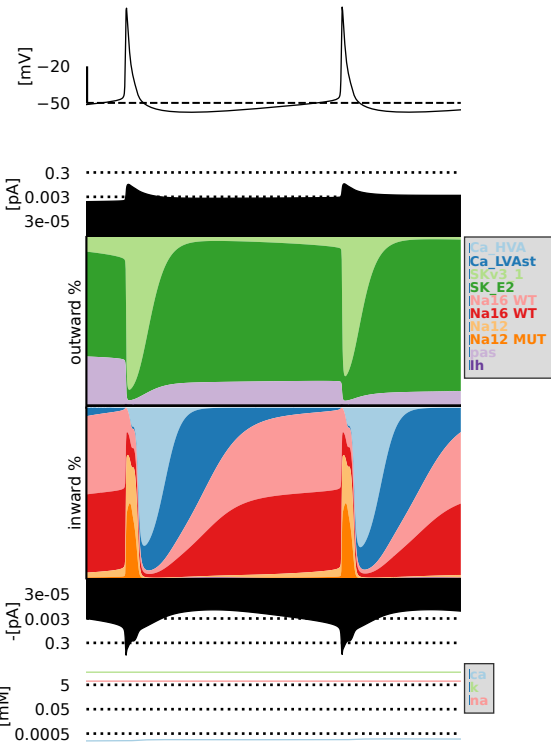 [mV]
−20
−50
[pA]
0.3
0.003
3e-05
outward %
Ca_HVA
Ca_LVAst
SKv3_1
SK_E2
Na16 WT
Na16 WT
Na12
Na12 MUT
pas
Ih
inward %
-[pA]
3e-05
0.003
0.3
[mM]
5
0.05
0.0005
ca
k
na